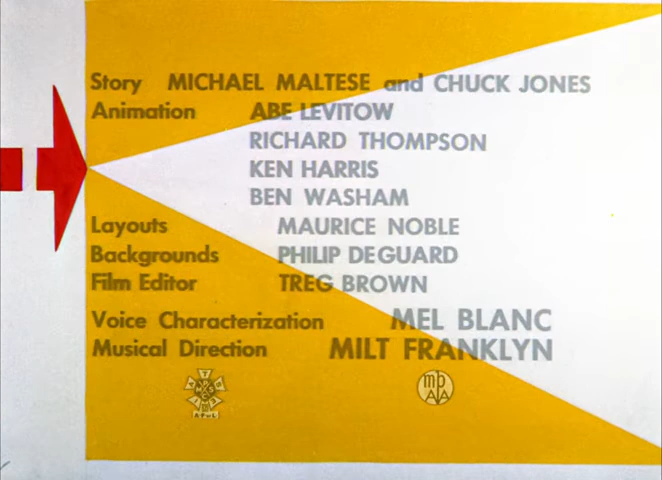 Story MICHAEL MALTESE and CHUCK JONES
Animation ABE LEVITOW
RICHARD THOMPSON
KEN HARRIS
BEN WASHAM
Layouts MAURICE NOBLE
Backgrounds PHILIP DEGUARD
Film Editor TREG BROWN
Voice Characterization MEL BLANC
Musical Direction MILT FRANKLYN